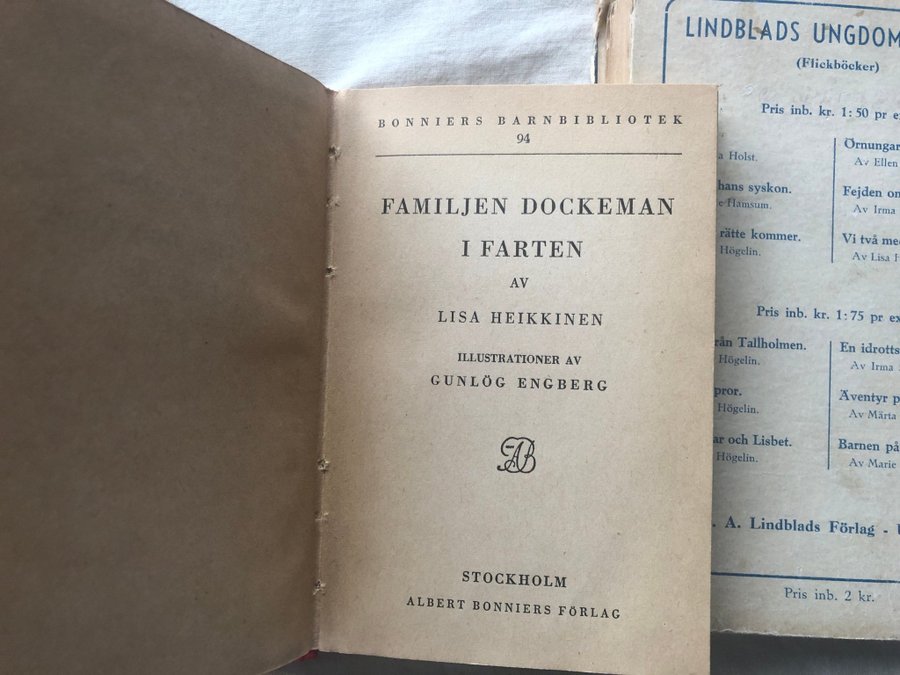 BONNIERS BARNBIBLIOTEK
94
FAMILJEN DOCKEMAN
I FARTEN
AV
LISA HEIKKINEN
ILLUSTRATIONER AV
GUNLÖG ENGBERG
AB
STOCKHOLM
ALBERT BONNIERS FÖRLAG
LINDBLADS UNGDOM
(Flickböcker)
Pris inb. kr. 1:50 pr ex
Holst.
hans syskon.
Hamsum.
rätte kommer.
Högelin.
Örnungar
Av Ellen
Fejden om
Av Irma
Vi två med
Av Lisa H
Pris inb. kr. 1:75 pr ex
från Tallholmen.
Högelin.
pror.
Högelin.
ar och Lisbet.
Högelin.
En idrotts
Av Irma
Äventyr p
Av Märta
Barnen på
Av Marie
. A. Lindblads Förlag -
Pris inb. 2 kr.